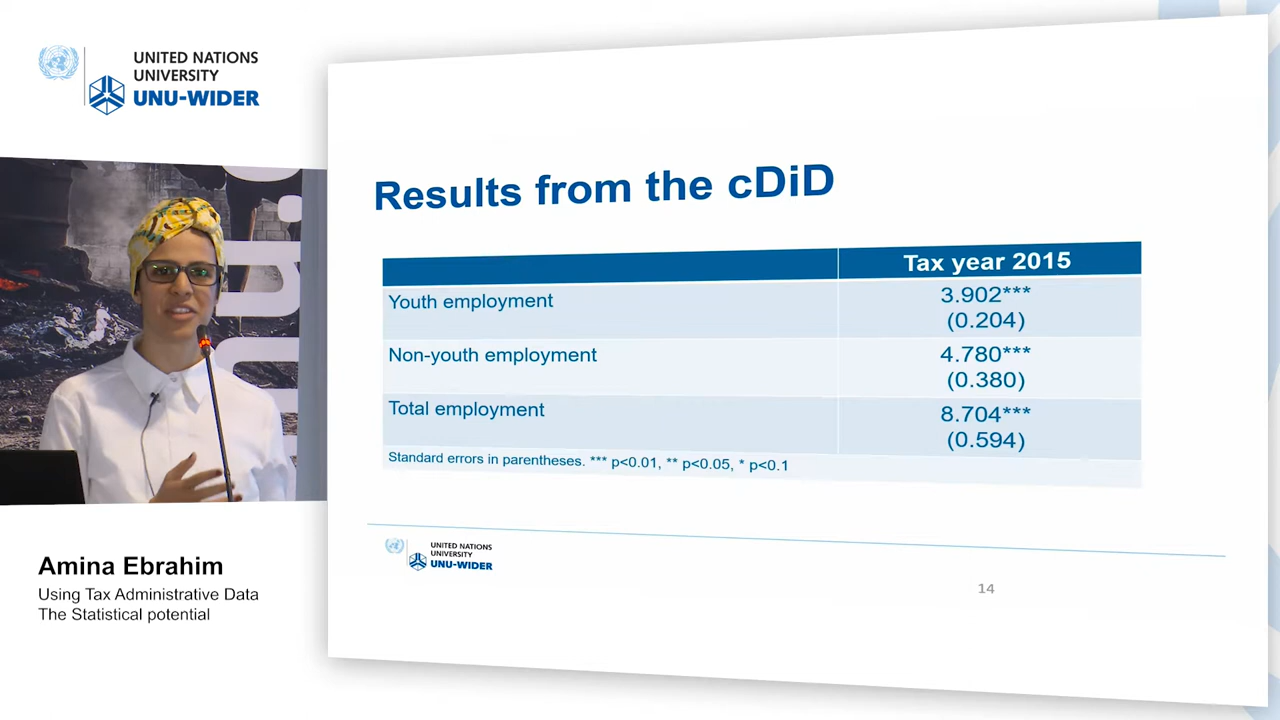 UNITED NATIONS
UNIVERSITY
UNU-WIDER
Amina Ebrahim
Using Tax Administrative Data
The Statistical potential
Results from the cDiD
Tax year 2015
Youth employment
3.902***
(0.204)
Non-youth employment
4.780***
(0.380)
Total employment
8.704***
(0.594)
Standard errors in parentheses. *** p<0.01, ** p<0.05, * p<0.1
UNITED NATIONS
UNIVERSITY
UNU-WIDER
14